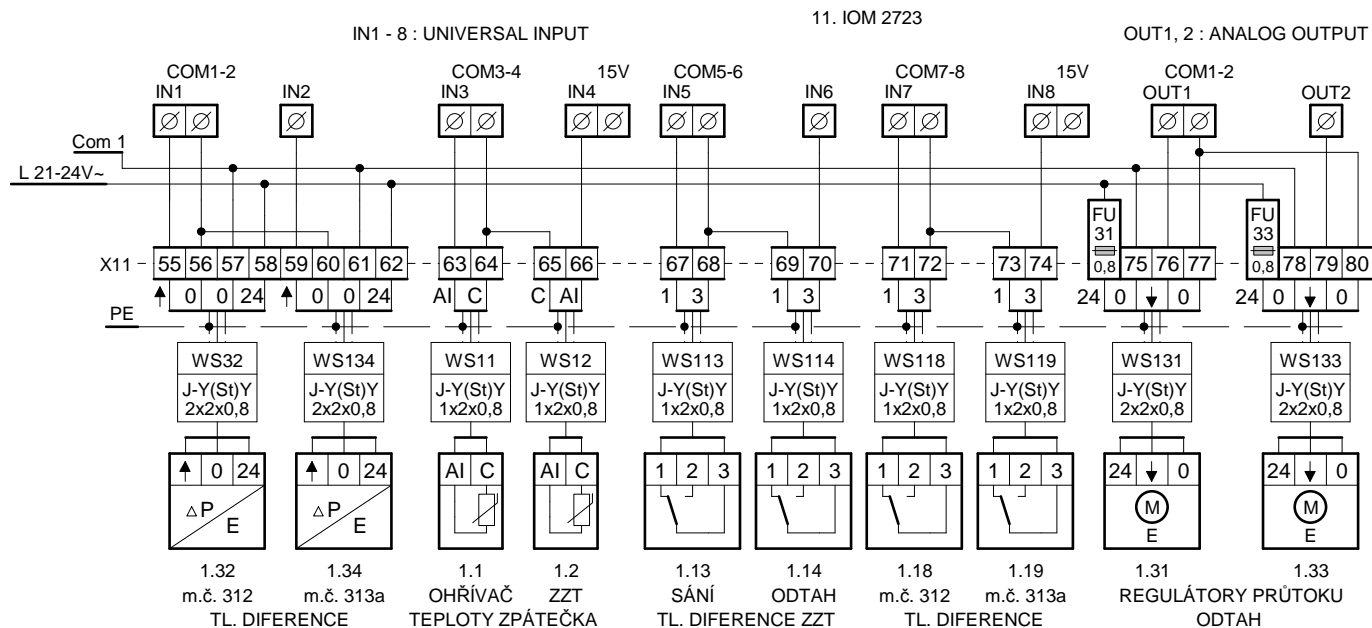 11. IOM 2723
IN1 - 8 : UNIVERSAL INPUT OUT1, 2 : ANALOG OUTPUT
COM1-2 COM3-4 15V COM5-6 COM7-8 15V COM1-2
IN1 IN2 IN3 IN4 IN5 IN6 IN7 IN8 OUT1 OUT2
Com 1
L 21-24V~
FU FU
31 33
X11 55 56 57 58 59 60 61 62 63 64 65 66 67 68 69 70 71 72 73 74 0,8 75 76 77 0,8 78 79 80
0 0 24 0 0 24 AI C C AI 1 3 1 3 1 3 1 3 24 0 0 24 0 0
PE
WS32 WS134 WS11 WS12 WS113 WS114 WS118 WS119 WS131 WS133
J-Y(St)Y J-Y(St)Y J-Y(St)Y J-Y(St)Y J-Y(St)Y J-Y(St)Y J-Y(St)Y J-Y(St)Y J-Y(St)Y J-Y(St)Y
2x2x0,8 2x2x0,8 1x2x0,8 1x2x0,8 1x2x0,8 1x2x0,8 1x2x0,8 1x2x0,8 2x2x0,8 2x2x0,8
0 24 0 24 AI C AI C 1 2 3 1 2 3 1 2 3 1 2 3 24 0 24 0
△P △P M M
E E E E
1.32 1.34 1.1 1.2 1.13 1.14 1.18 1.19 1.31 1.33
m.č. 312 m.č. 313a OHŘÍVAČ ZZT SÁNÍ ODTAH m.č. 312 m.č. 313a REGULÁTORY PRŮTOKU
TL. DIFERENCE TEPLOTY ZPÁTEČKA TL. DIFERENCE ZZT TL. DIFERENCE ODTAH